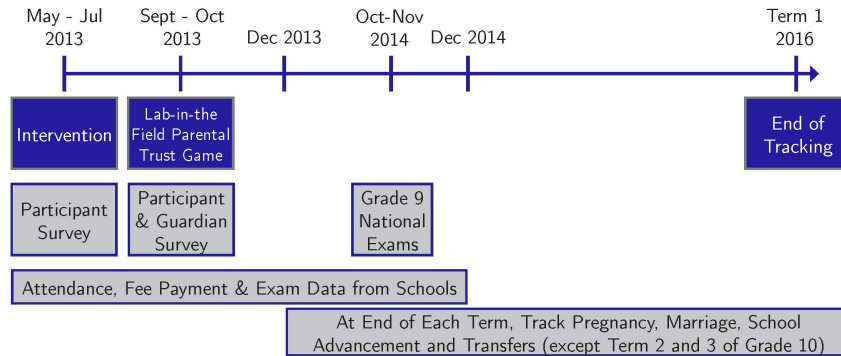 May - Jul
2013
Sept - Oct
2013
Dec 2013
Oct-Nov
2014
Dec 2014
Term 1
2016
Intervention
Lab-in-the
Field Parental
Trust Game
End of
Tracking
Participant
Survey
Participant
& Guardian
Survey
Grade 9
National
Exams
Attendance, Fee Payment & Exam Data from Schools
At End of Each Term, Track Pregnancy, Marriage, School
Advancement and Transfers (except Term 2 and 3 of Grade 10)